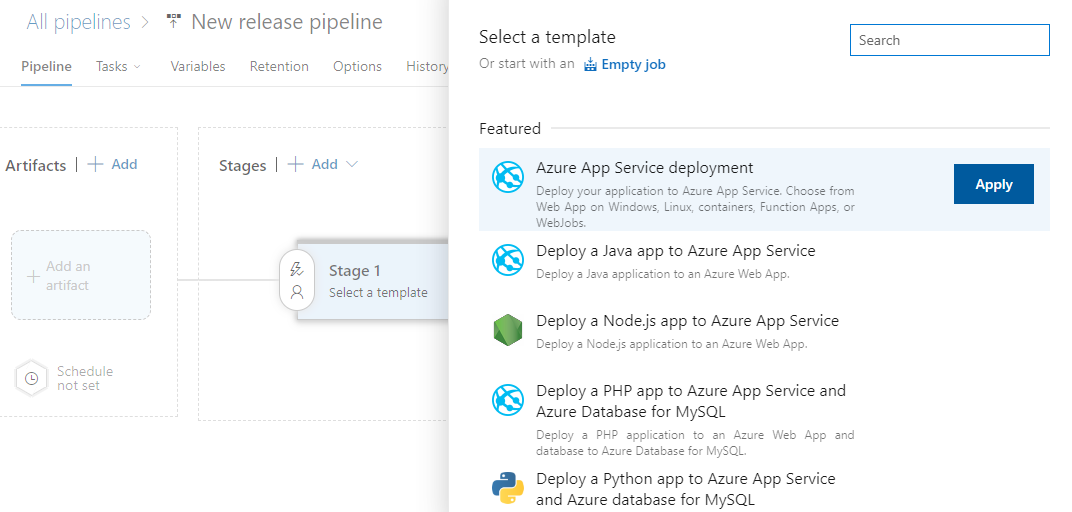 All pipelines > New release pipeline
Pipeline Tasks Variables Retention Options History
Artifacts | + Add
Stages | + Add
Add an
artifact
Stage 1
Select a template
Schedule
not set
Select a template
Search
Or start with an Empty job
Featured
Azure App Service deployment
Apply
Deploy your application to Azure App Service. Choose from
Web App on Windows, Linux, containers, Function Apps, or
WebJobs.
Deploy a Java app to Azure App Service
Deploy a Java application to an Azure Web App.
Deploy a Node.js app to Azure App Service
Deploy a Node.js application to an Azure Web App.
Deploy a PHP app to Azure App Service and
Azure Database for MySQL
Deploy a PHP application to an Azure Web App and
database to Azure Database for MySQL.
Deploy a Python app to Azure App Service
and Azure database for MySQL